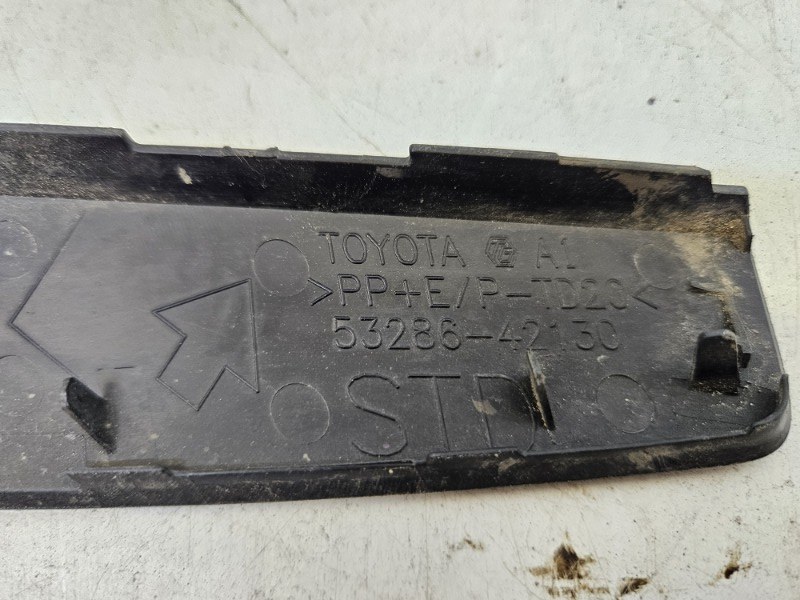 TOYOTA A1
>PP+E/P-TD20<
53286-42130
STD